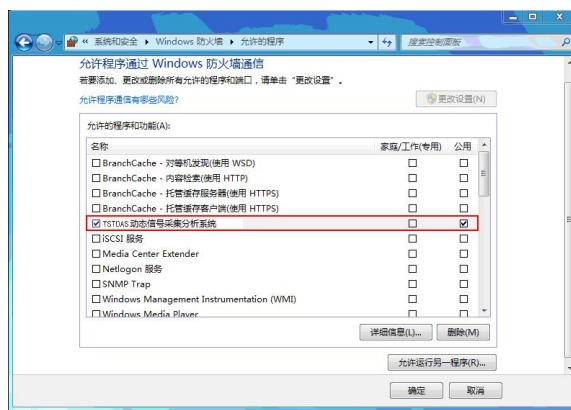 « 系统和安全 ▸ Windows 防火墙 ▸ 允许的程序
搜索控制面板
允许程序通过 Windows 防火墙通信
若要添加、更改或删除所有允许的程序和端口，请单击“更改设置”。
允许程序通信有哪些风险?
更改设置(N)
允许的程序和功能(A):
名称 家庭/工作(专用) 公用
BranchCache - 对等机发现(使用 WSD)
BranchCache - 内容检索(使用 HTTP)
BranchCache - 托管缓存服务器(使用 HTTPS)
BranchCache - 托管缓存客户端(使用 HTTPS)
TSTDAS 动态信号采集分析系统
iSCSI 服务
Media Center Extender
Netlogon 服务
SNMP Trap
Windows Management Instrumentation (WMI)
Windows Media Player
详细信息(L)... 删除(M)
允许运行另一程序(R)...
确定 取消